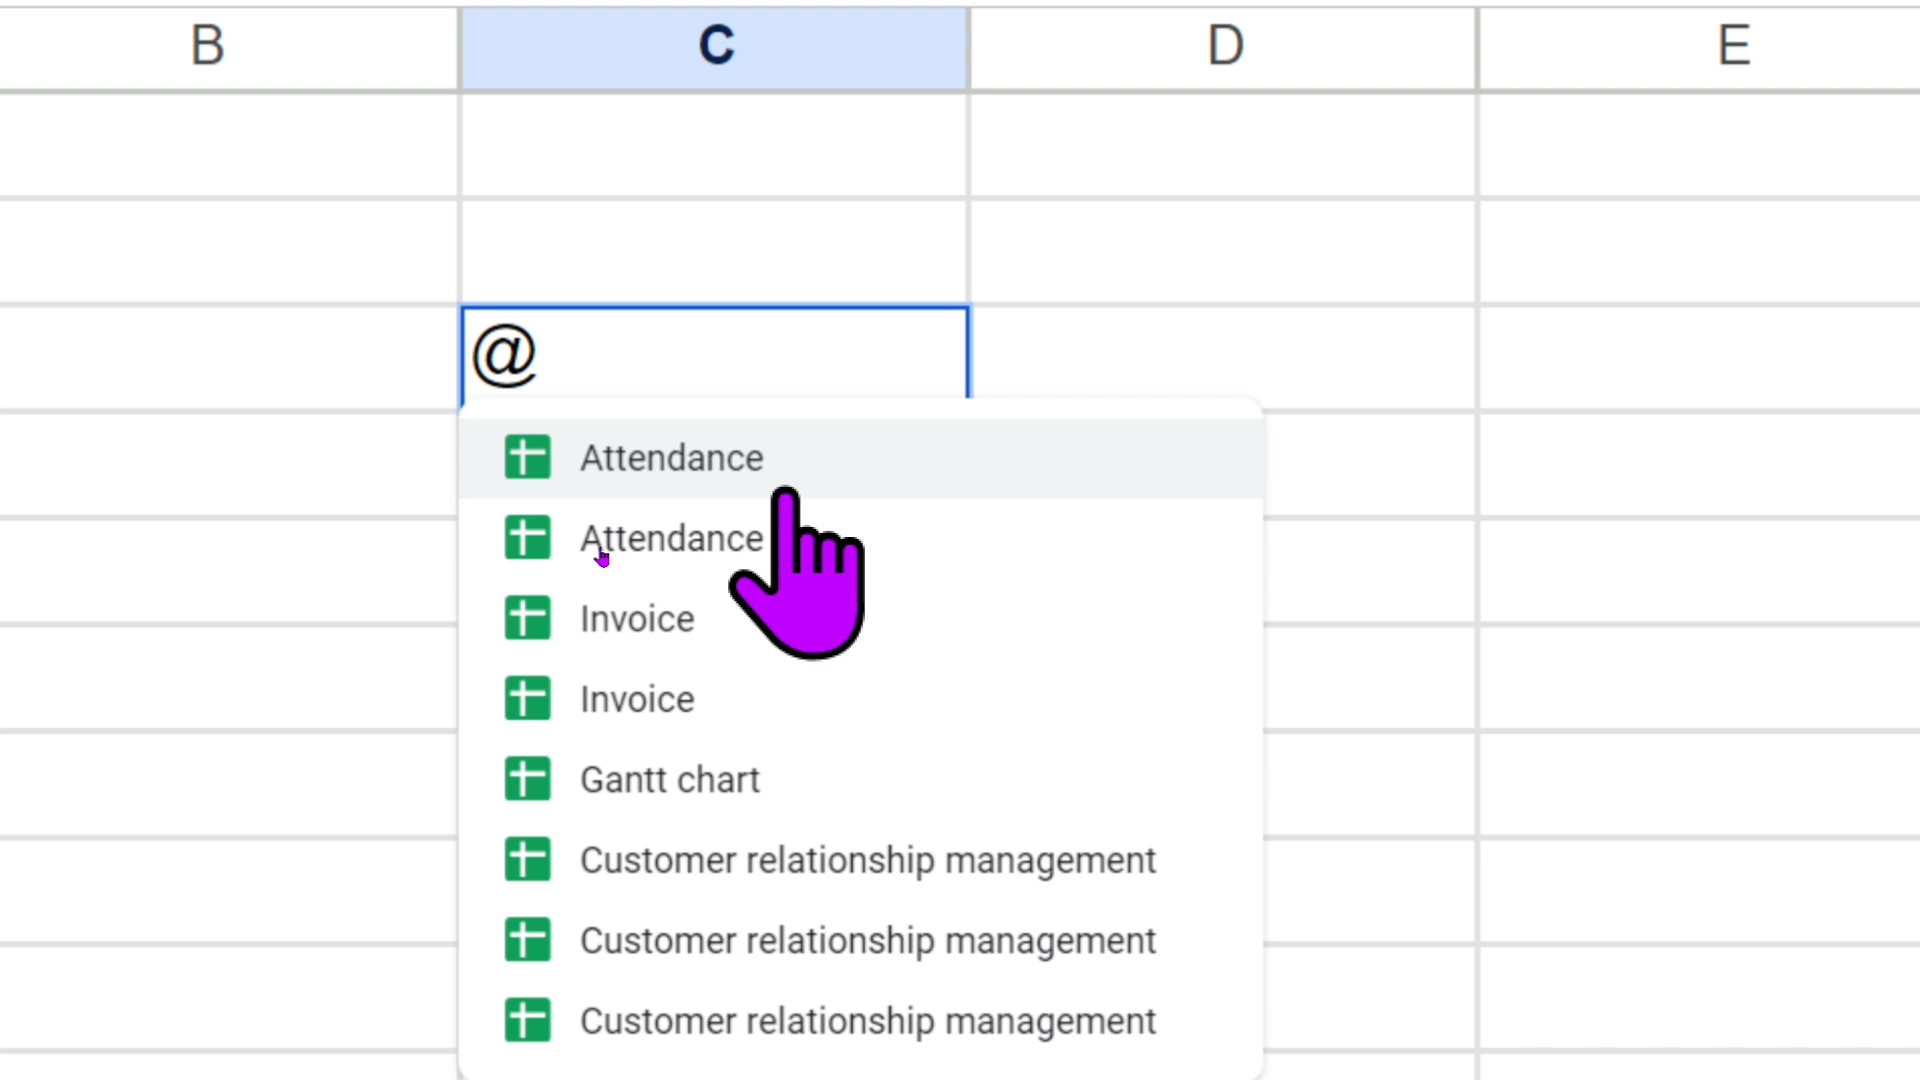 B C D E
@
Attendance
Attendance
Invoice
Invoice
Gantt chart
Customer relationship management
Customer relationship management
Customer relationship management